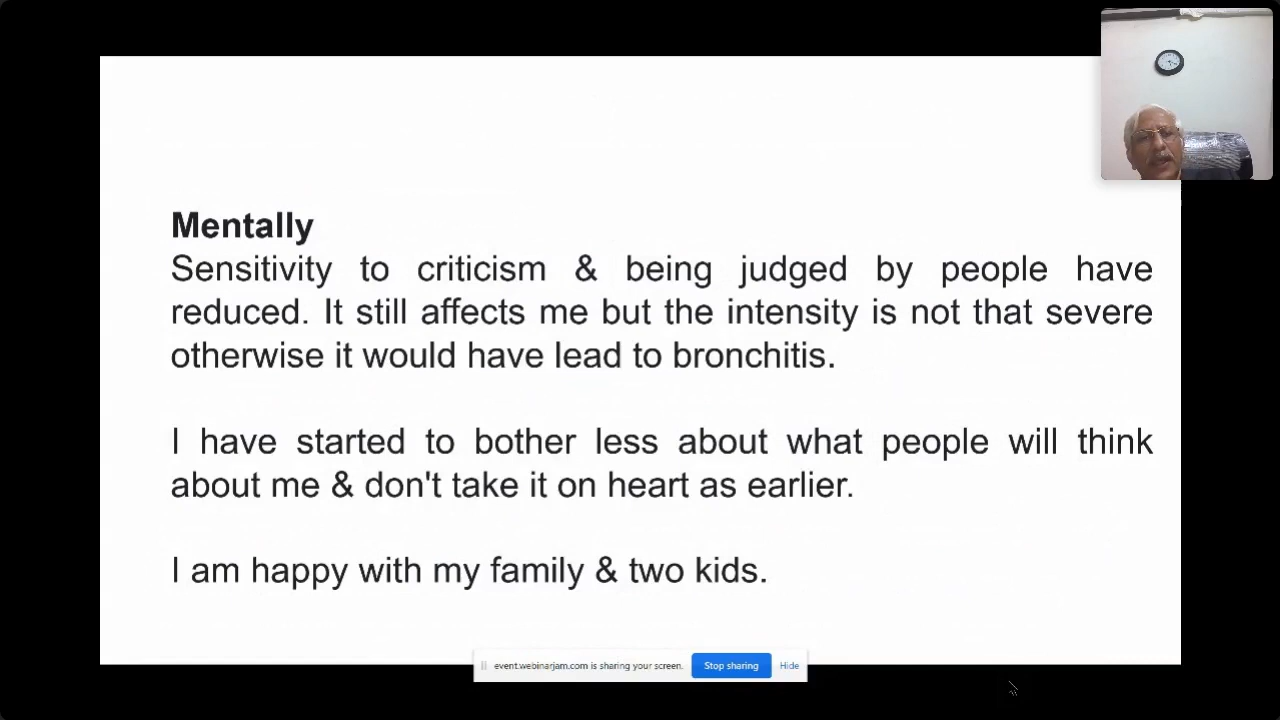 Mentally
Sensitivity to criticism & being judged by people have
reduced. It still affects me but the intensity is not that severe
otherwise it would have lead to bronchitis.
I have started to bother less about what people will think
about me & don't take it on heart as earlier.
I am happy with my family & two kids.
event.webinarjam.com is sharing your screen. Stop sharing Hide